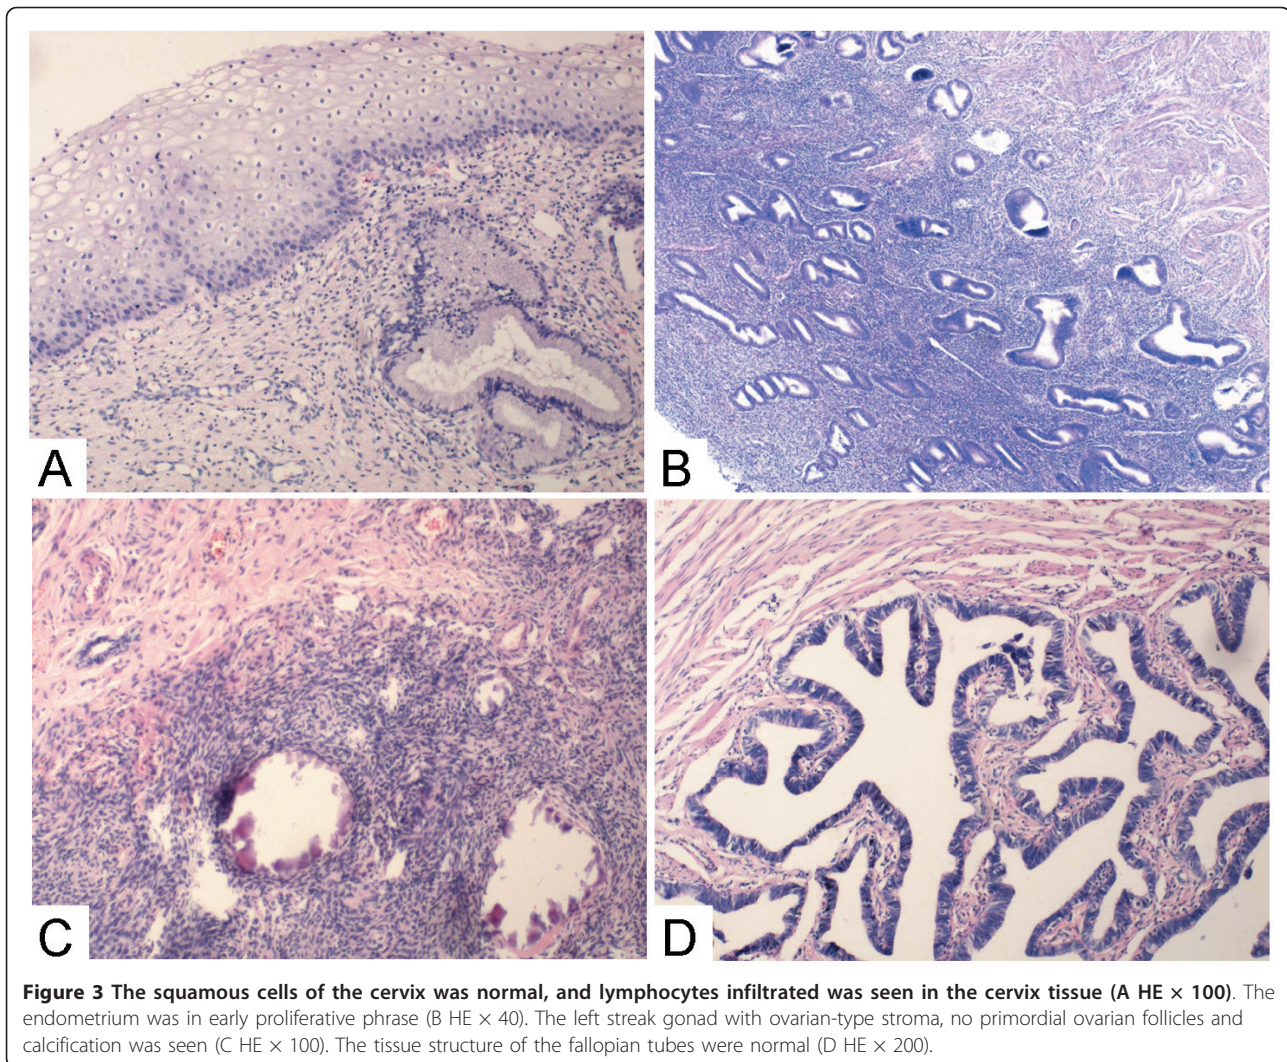 A
B
C
D
Figure 3 The squamous cells of the cervix was normal, and lymphocytes infiltrated was seen in the cervix tissue (A HE × 100). The
endometrium was in early proliferative phrase (B HE × 40). The left streak gonad with ovarian-type stroma, no primordial ovarian follicles and
calcification was seen (C HE × 100). The tissue structure of the fallopian tubes were normal (D HE × 200).